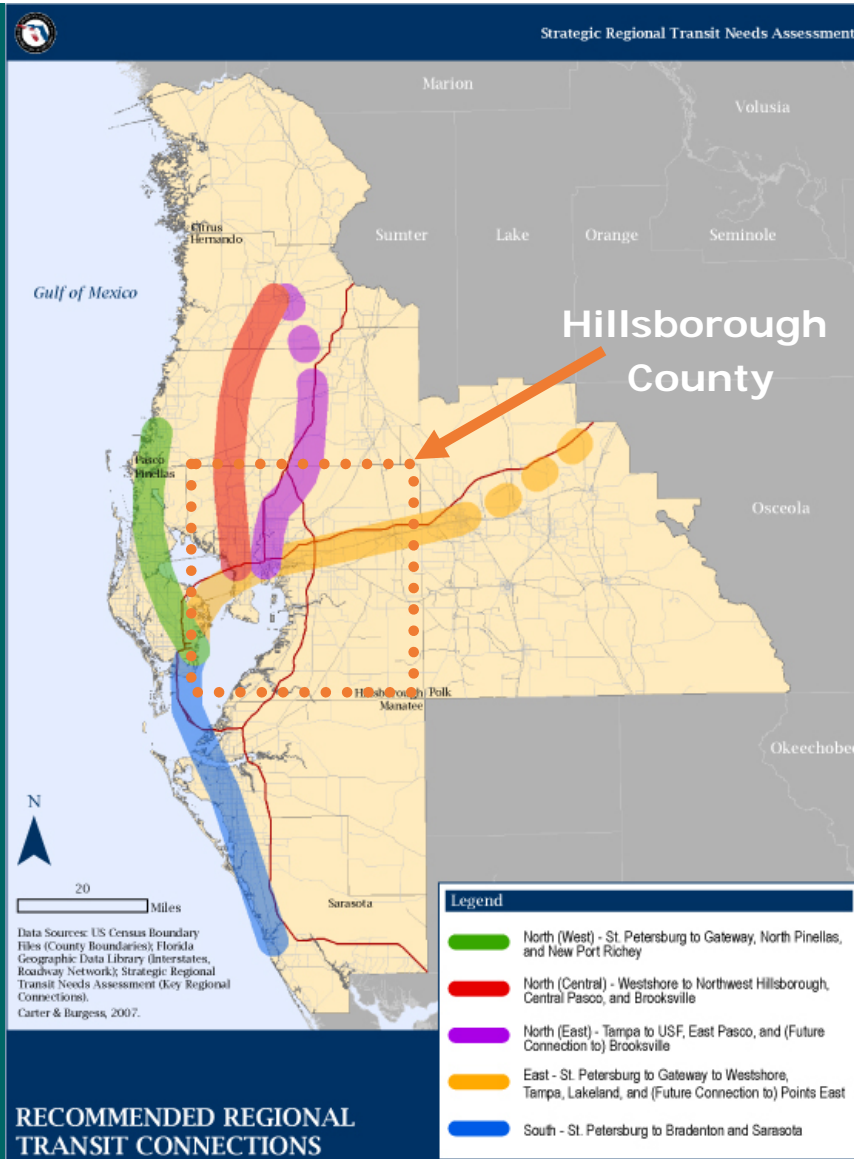 Strategic Regional Transit Needs Assessment
Marion
Volusia
Citrus
Hernando
Sumter
Lake
Orange
Seminole
Gulf of Mexico
Hillsborough
County
Pasco
Pinellas
Osceola
Hillsborough Polk
Manatee
Okeechobee
N
20
Miles
Sarasota
Data Sources: US Census Boundary
Files (County Boundaries); Florida
Geographic Data Library (Interstates,
Roadway Network); Strategic Regional
Transit Needs Assessment (Key Regional
Connections).
Carter & Burgess, 2007.
Legend
North (West) - St. Petersburg to Gateway, North Pinellas,
and New Port Richey
North (Central) - Westshore to Northwest Hillsborough,
Central Pasco, and Brooksville
North (East) - Tampa to USF, East Pasco, and (Future
Connection to) Brooksville
East - St. Petersburg to Gateway to Westshore,
Tampa, Lakeland, and (Future Connection to) Points East
South - St. Petersburg to Bradenton and Sarasota
RECOMMENDED REGIONAL
TRANSIT CONNECTIONS